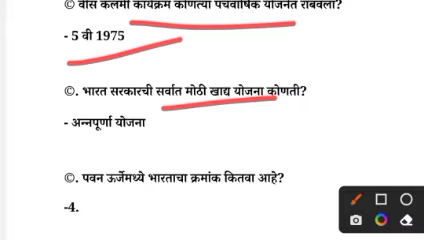 © वीस कलमी कार्यक्रम कोणत्या पंचवार्षिक योजनेत राबवला?
- 5 वी 1975
©. भारत सरकारची सर्वात मोठी खाद्य योजना कोणती?
- अन्नपूर्णा योजना
©. पवन ऊर्जेमध्ये भारताचा क्रमांक कितवा आहे?
-4.